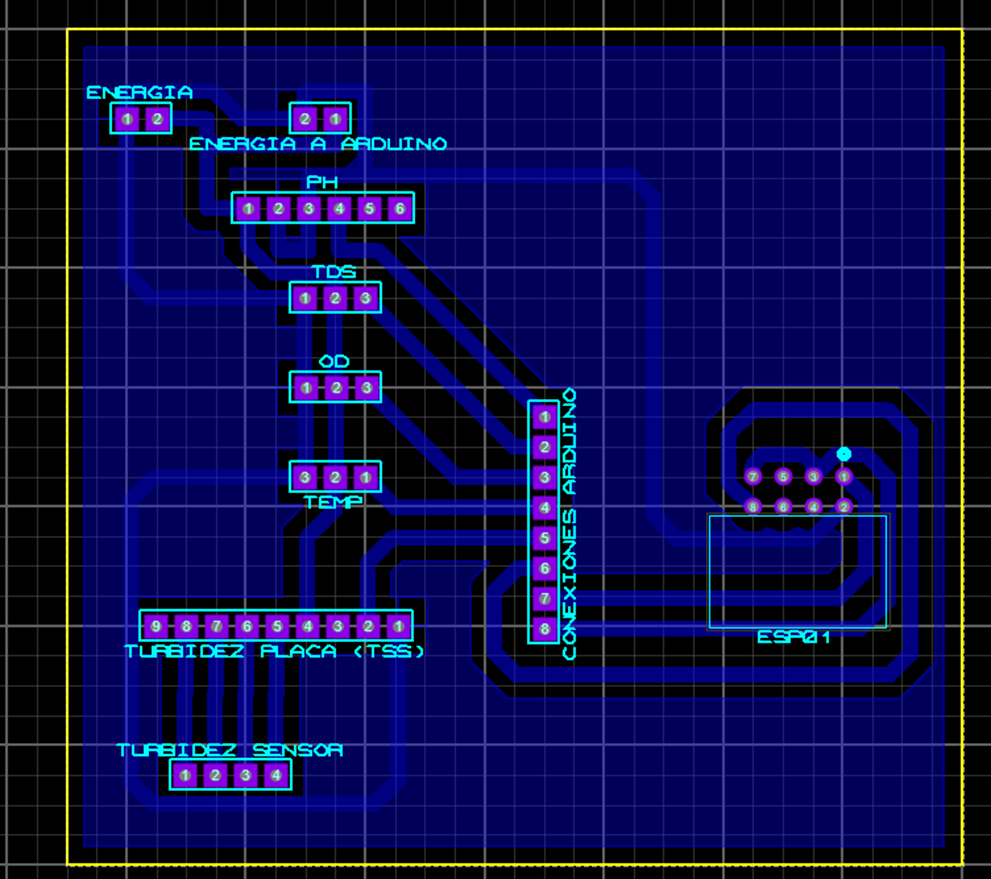 ENERGIA
1 2
2 1
ENERGIA A ARDUINO
PH
1 2 3 4 5 6
TDS
1 2 3
OD
1 2 3
3 2 1
TEMP
1
2
3
4
5
6
7
8
CONEXIONES ARDUINO
7 5 3 1
8 6 4 2
ESP01
9 8 7 6 5 4 3 2 1
TURBIDEZ PLACA (TSS)
TURBIDEZ SENSOR
1 2 3 4